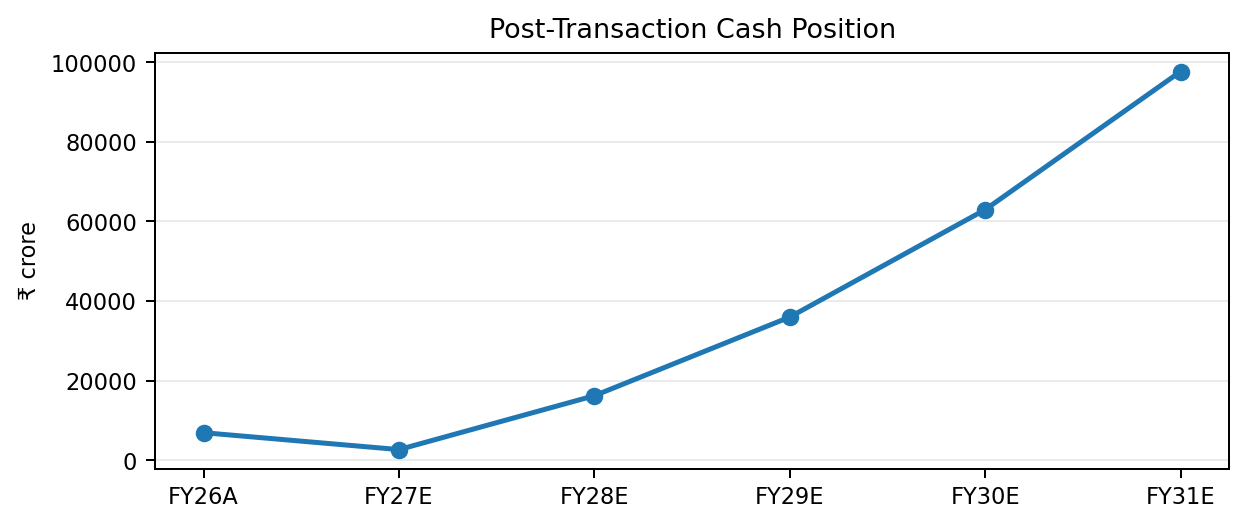 Post-Transaction Cash Position
₹ crore
100000
80000
60000
40000
20000
0
FY26A FY27E FY28E FY29E FY30E FY31E